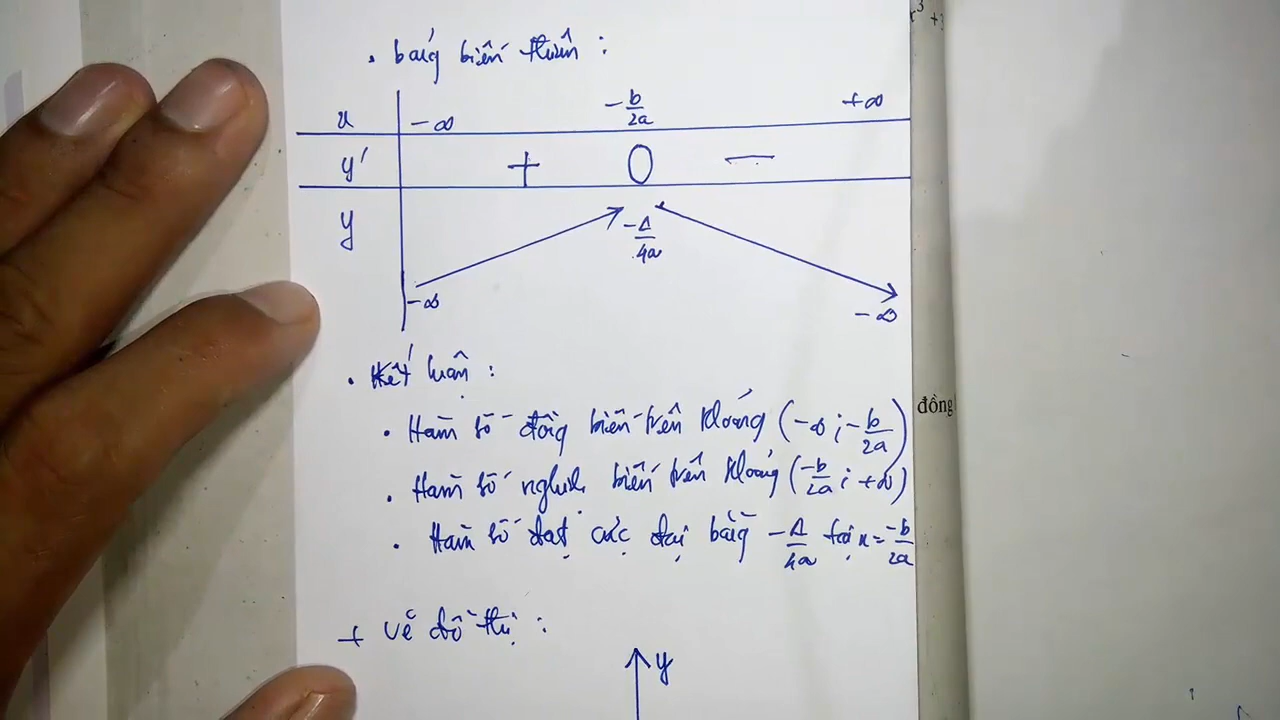 x³ +
. bảng biến thiên :
x -∞ -b/2a +∞
y' + 0 -
y -∞ -Δ/4a -∞
. Kết luận :
. Hàm số đồng biến trên khoảng (-∞ ; -b/2a)
. Hàm số nghịch biến trên khoảng (-b/2a ; +∞)
. Hàm số đạt cực đại bằng -Δ/4a tại x = -b/2a
+ Vẽ đồ thị :
y
đồng